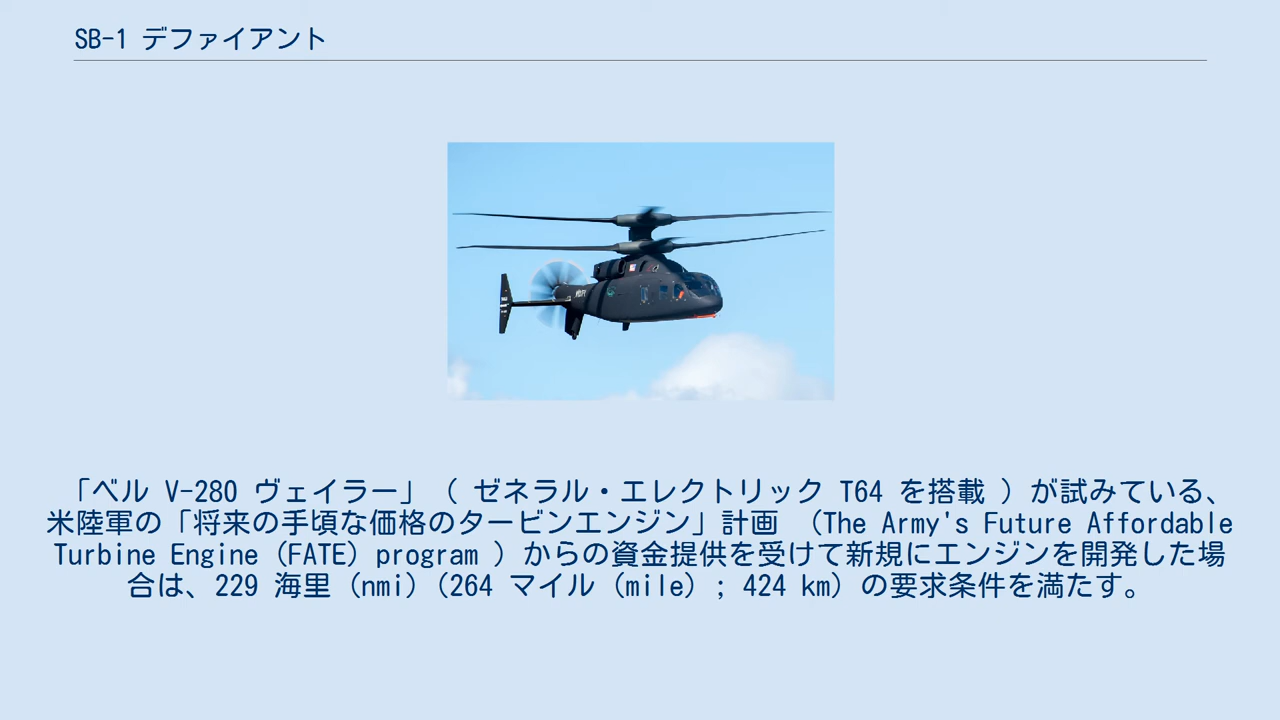 SB-1 デファイアント
「ベル V-280 ヴェイラー」 ( ゼネラル・エレクトリック T64 を搭載 ) が試みている、
米陸軍の「将来の手頃な価格のタービンエンジン」計画 (The Army's Future Affordable
Turbine Engine (FATE) program ) からの資金提供を受けて新規にエンジンを開発した場
合は、229 海里 (nmi) (264 マイル (mile) ; 424 km) の要求条件を満たす。